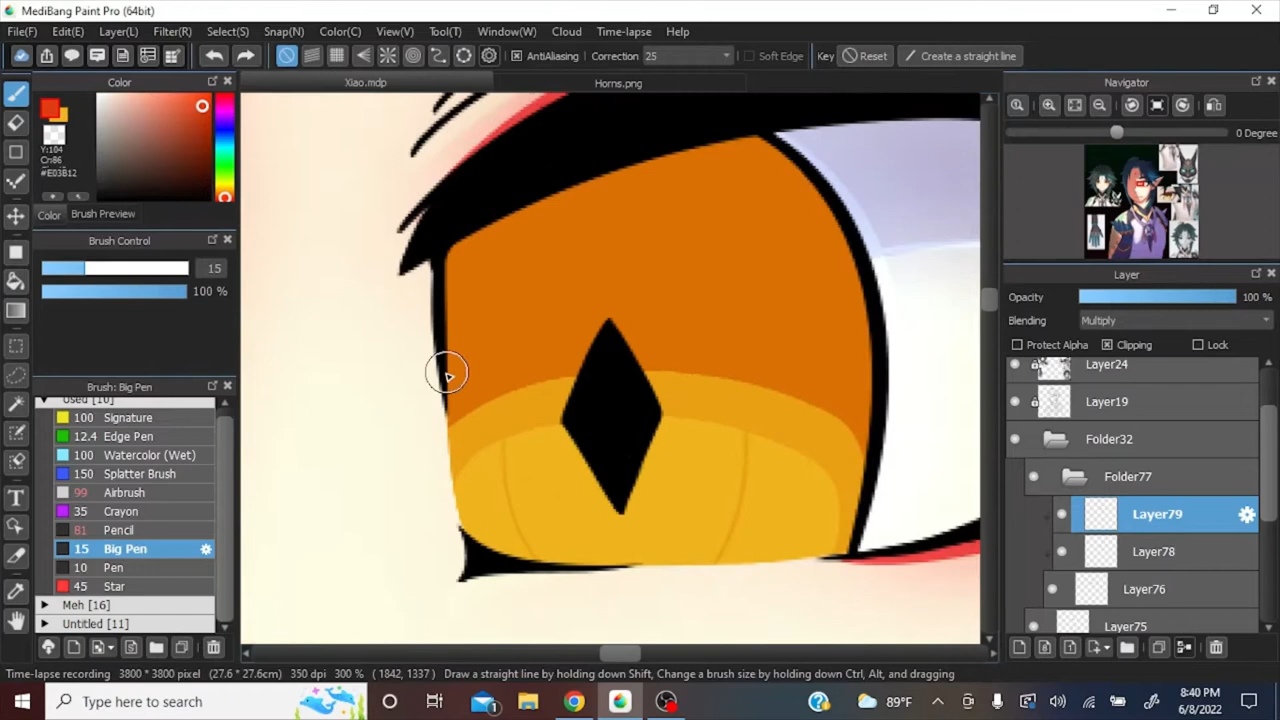 MediBang Paint Pro (64bit)
File(F) Edit(E) Layer(L) Filter(R) Select(S) Snap(N) Color(C) View(V) Tool(T) Window(W) Cloud Time-lapse Help
AntiAliasing Correction 25 Soft Edge Key Reset Create a straight line
Color
Xiao.mdp
Horns.png
Navigator
0 Degree
Y:104
C:86
#E03B12
Color Brush Preview
Brush Control
15
100 %
Layer
Opacity 100 %
Blending Multiply
Protect Alpha Clipping Lock
Layer24
Layer19
Folder32
Folder77
Layer79
Layer78
Layer76
Layer75
Brush: Big Pen
Used [10]
100 Signature
12.4 Edge Pen
100 Watercolor (Wet)
150 Splatter Brush
99 Airbrush
35 Crayon
81 Pencil
15 Big Pen
10 Pen
45 Star
Meh [16]
Untitled [11]
Time-lapse recording 3800 * 3800 pixel (27.6 * 27.6cm) 350 dpi 300 % ( 1842, 1337 ) Draw a straight line by holding down Shift, Change a brush size by holding down Ctrl, Alt, and dragging
Type here to search
1
89°F
8:40 PM
6/8/2022